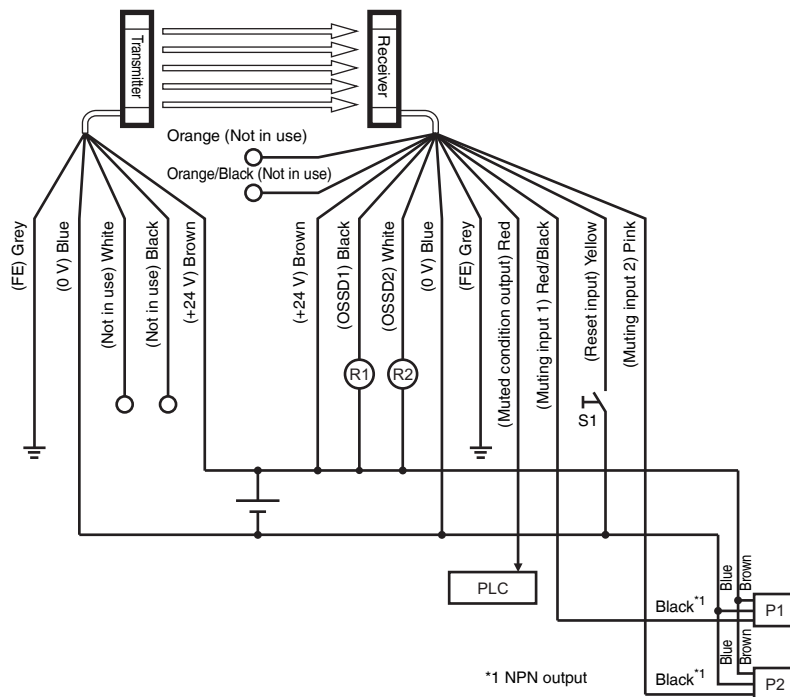 Transmitter
Receiver
Orange (Not in use)
Orange/Black (Not in use)
(FE) Grey
(0 V) Blue
(Not in use) White
(Not in use) Black
(+24 V) Brown
(+24 V) Brown
(OSSD1) Black
(OSSD2) White
(0 V) Blue
(FE) Grey
(Muted condition output) Red
(Muting input 1) Red/Black
(Reset input) Yellow
(Muting input 2) Pink
R1
R2
S1
PLC
Blue
Brown
Black*1
P1
Blue
Brown
Black*1
P2
*1 NPN output